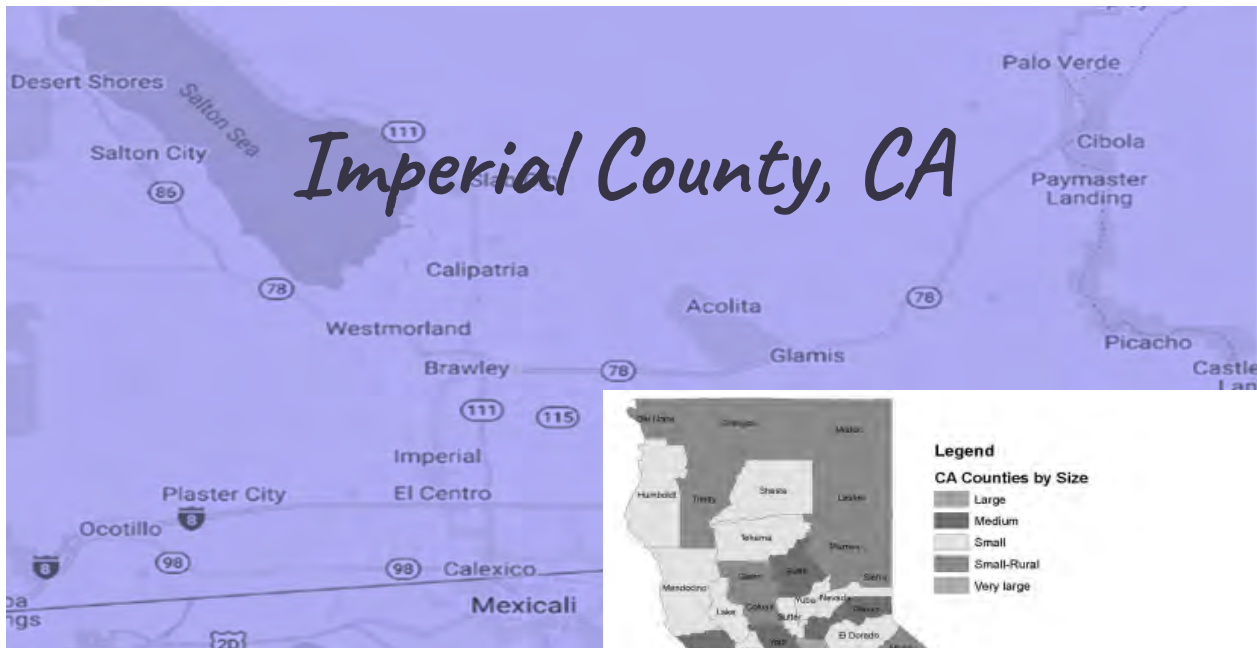 Palo Verde
Desert Shores
Salton Sea
111
Imperial County, CA
Cibola
Salton City
86
Paymaster
Landing
Calipatria
78
78
Acolita
Westmorland
Glamis
Picacho
Brawley
78
Castle
111
115
Imperial
Plaster City
El Centro
8
Ocotillo
98
98
Calexico
8
Mexicali
2D
Legend
CA Counties by Size
Large
Medium
Small
Small-Rural
Very large
Humboldt
Trinity
Shasta
Lassen
Tehama
Plumas
Glenn
Butte
Sierra
Mendocino
Lake
Colusa
Sutter
Yuba
Nevada
Placer
Yolo
El Dorado